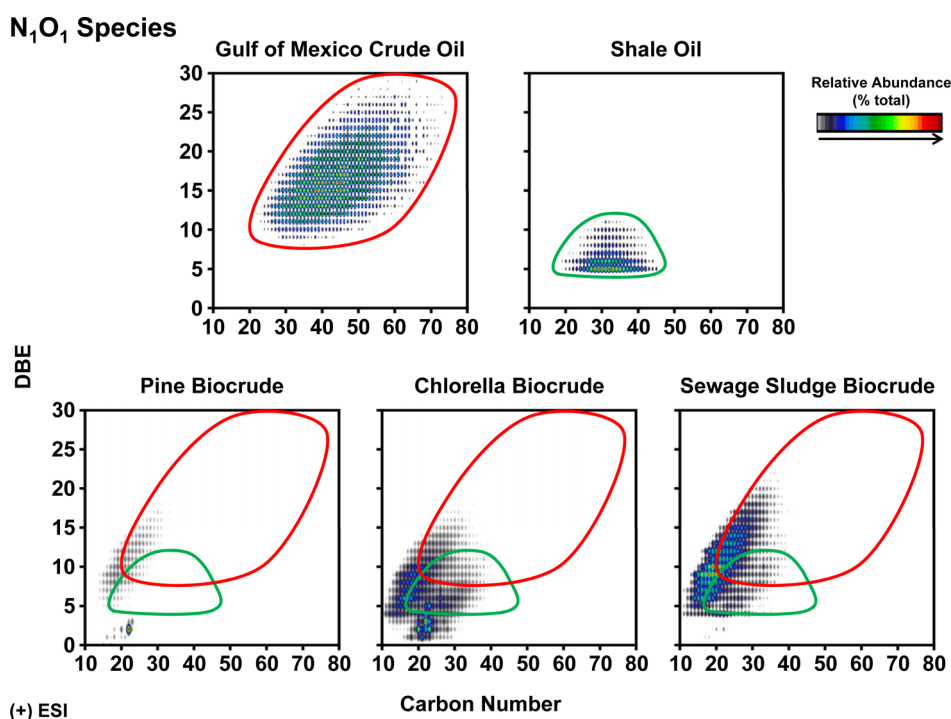 N₁O₁ Species
Gulf of Mexico Crude Oil
Shale Oil
Relative Abundance
(% total)
30
25
20
15
10
5
0
10 20 30 40 50 60 70 80
10 20 30 40 50 60 70 80
DBE
Pine Biocrude
Chlorella Biocrude
Sewage Sludge Biocrude
30
25
20
15
10
5
0
10 20 30 40 50 60 70 80
10 20 30 40 50 60 70 80
10 20 30 40 50 60 70 80
Carbon Number
(+) ESI